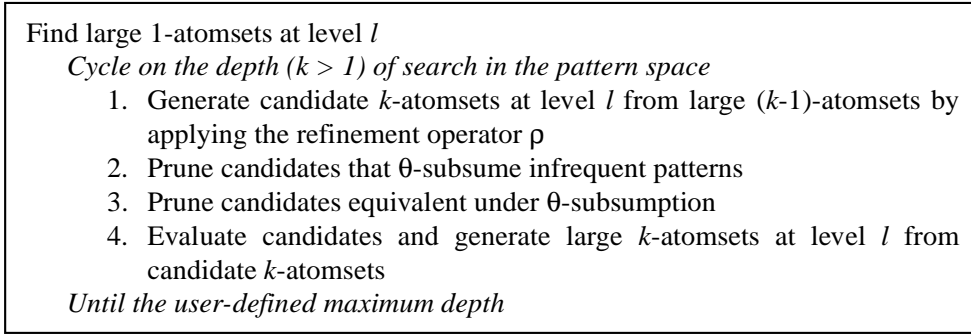 Find large 1-atomsets at level l
Cycle on the depth (k > 1) of search in the pattern space
1. Generate candidate k-atomsets at level l from large (k-1)-atomsets by
applying the refinement operator ρ
2. Prune candidates that θ-subsume infrequent patterns
3. Prune candidates equivalent under θ-subsumption
4. Evaluate candidates and generate large k-atomsets at level l from
candidate k-atomsets
Until the user-defined maximum depth